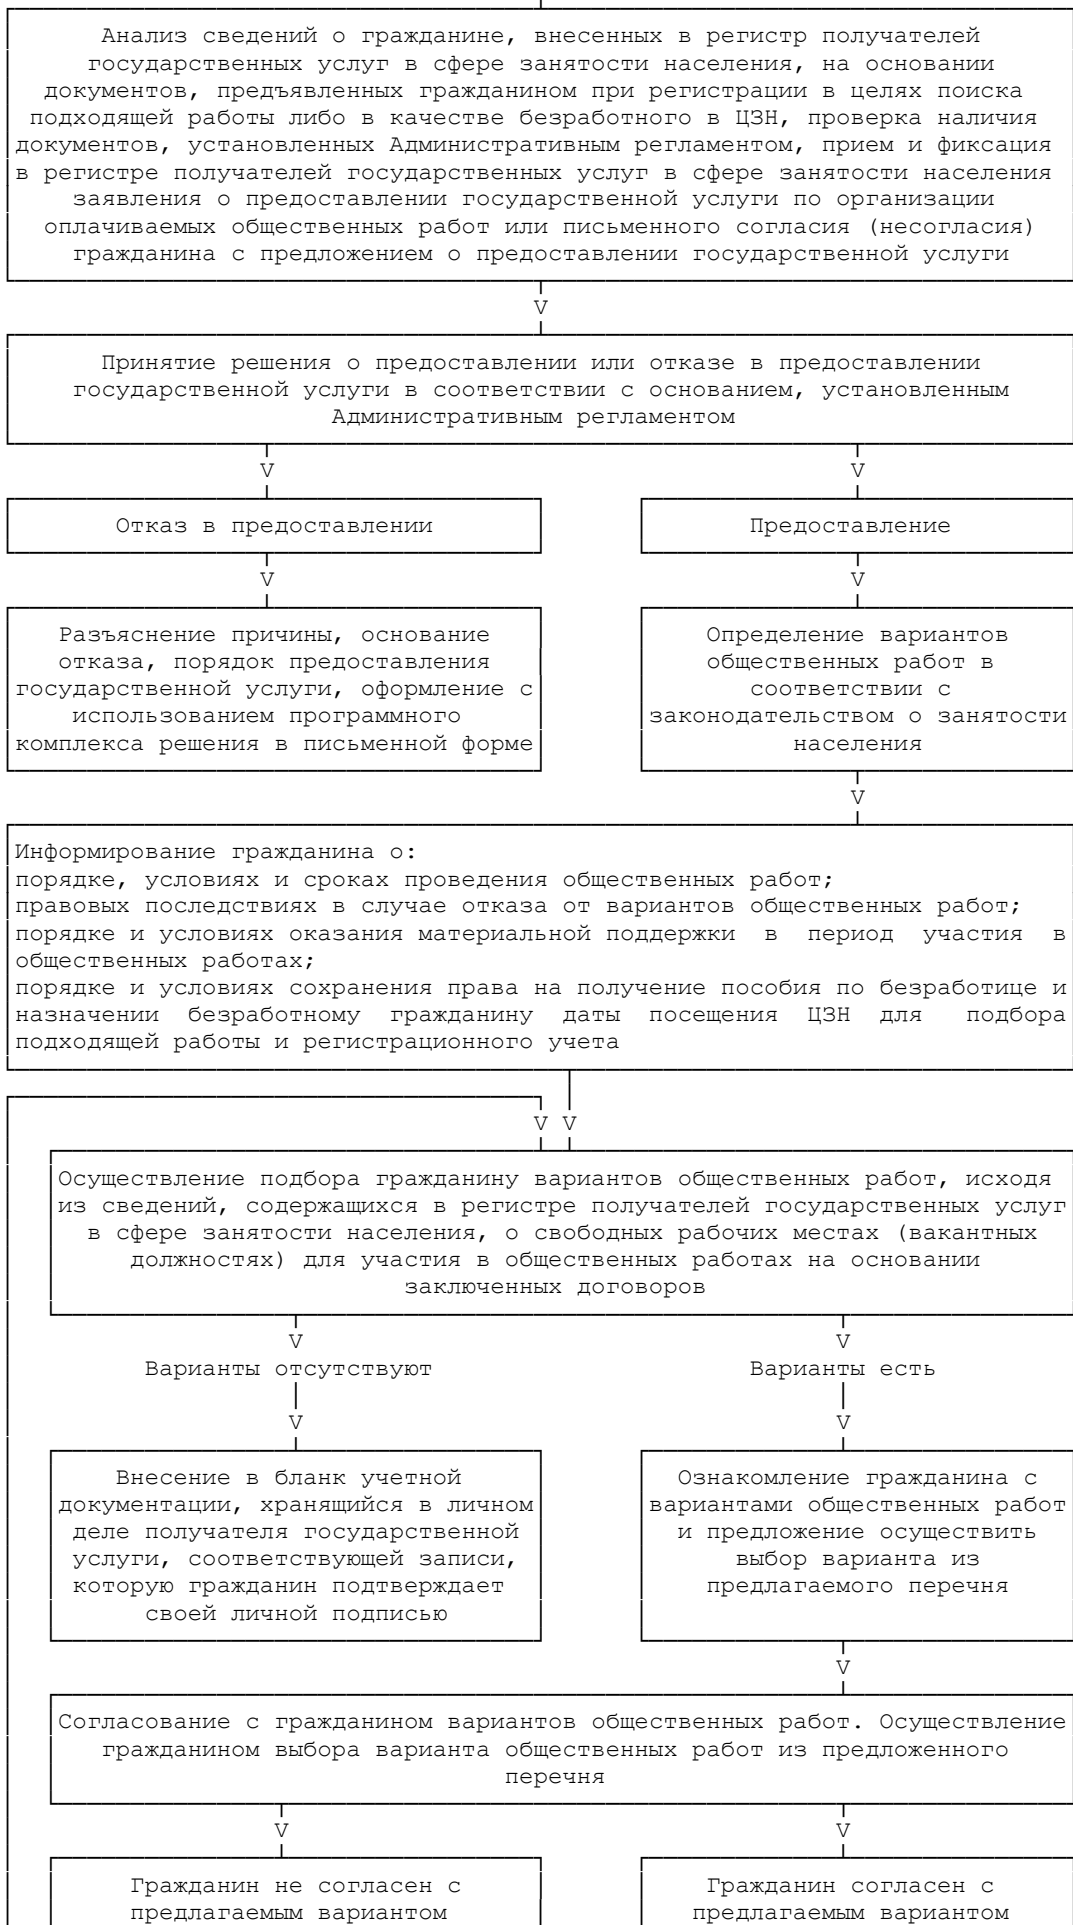 Анализ сведений о гражданине, внесенных в регистр получателей
государственных услуг в сфере занятости населения, на основании
документов, предъявленных гражданином при регистрации в целях поиска
подходящей работы либо в качестве безработного в ЦЗН, проверка наличия
документов, установленных Административным регламентом, прием и фиксация
в регистре получателей государственных услуг в сфере занятости населения
заявления о предоставлении государственной услуги по организации
оплачиваемых общественных работ или письменного согласия (несогласия)
гражданина с предложением о предоставлении государственной услуги
V
Принятие решения о предоставлении или отказе в предоставлении
государственной услуги в соответствии с основанием, установленным
Административным регламентом
V V
Отказ в предоставлении
Предоставление
V V
Разъяснение причины, основание
отказа, порядок предоставления
государственной услуги, оформление с
использованием программного
комплекса решения в письменной форме
Определение вариантов
общественных работ в
соответствии с
законодательством о занятости
населения
V
Информирование гражданина о:
порядке, условиях и сроках проведения общественных работ;
правовых последствиях в случае отказа от вариантов общественных работ;
порядке и условиях оказания материальной поддержки в период участия в
общественных работах;
порядке и условиях сохранения права на получение пособия по безработице и
назначении безработному гражданину даты посещения ЦЗН для подбора
подходящей работы и регистрационного учета
V V
Осуществление подбора гражданину вариантов общественных работ, исходя
из сведений, содержащихся в регистре получателей государственных услуг
в сфере занятости населения, о свободных рабочих местах (вакантных
должностях) для участия в общественных работах на основании
заключенных договоров
V V
Варианты отсутствуют
Варианты есть
V V
Внесение в бланк учетной
документации, хранящийся в личном
деле получателя государственной
услуги, соответствующей записи,
которую гражданин подтверждает
своей личной подписью
Ознакомление гражданина с
вариантами общественных работ
и предложение осуществить
выбор варианта из
предлагаемого перечня
V
Согласование с гражданином вариантов общественных работ. Осуществление
гражданином выбора варианта общественных работ из предложенного
перечня
V V
Гражданин не согласен с
предлагаемым вариантом
Гражданин согласен с
предлагаемым вариантом